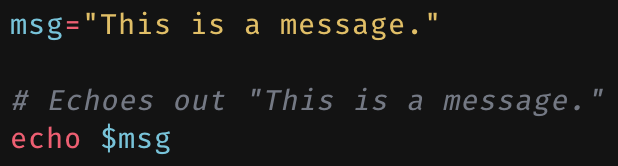 msg="This is a message."
# Echoes out "This is a message."
echo $msg